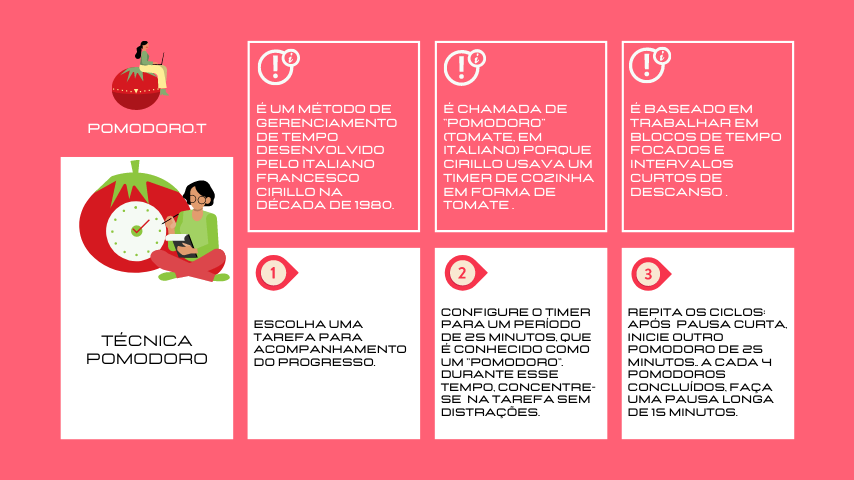 POMODORO.T
TÉCNICA
POMODORO
É UM MÉTODO DE
GERENCIAMENTO
DE TEMPO
DESENVOLVIDO
PELO ITALIANO
FRANCESCO
CIRILLO NA
DÉCADA DE 1980.
É CHAMADA DE
"POMODORO"
(TOMATE, EM
ITALIANO) PORQUE
CIRILLO USAVA UM
TIMER DE COZINHA
EM FORMA DE
TOMATE .
É BASEADO EM
TRABALHAR EM
BLOCOS DE TEMPO
FOCADOS E
INTERVALOS
CURTOS DE
DESCANSO .
1
ESCOLHA UMA
TAREFA PARA
ACOMPANHAMENTO
DO PROGRESSO.
2
CONFIGURE O TIMER
PARA UM PERÍODO
DE 25 MINUTOS, QUE
É CONHECIDO COMO
UM "POMODORO".
DURANTE ESSE
TEMPO, CONCENTRE-
SE NA TAREFA SEM
DISTRAÇÕES.
3
REPITA OS CICLOS:
APÓS PAUSA CURTA,
INICIE OUTRO
POMODORO DE 25
MINUTOS.. A CADA 4
POMODOROS
CONCLUÍDOS, FAÇA
UMA PAUSA LONGA
DE 15 MINUTOS.